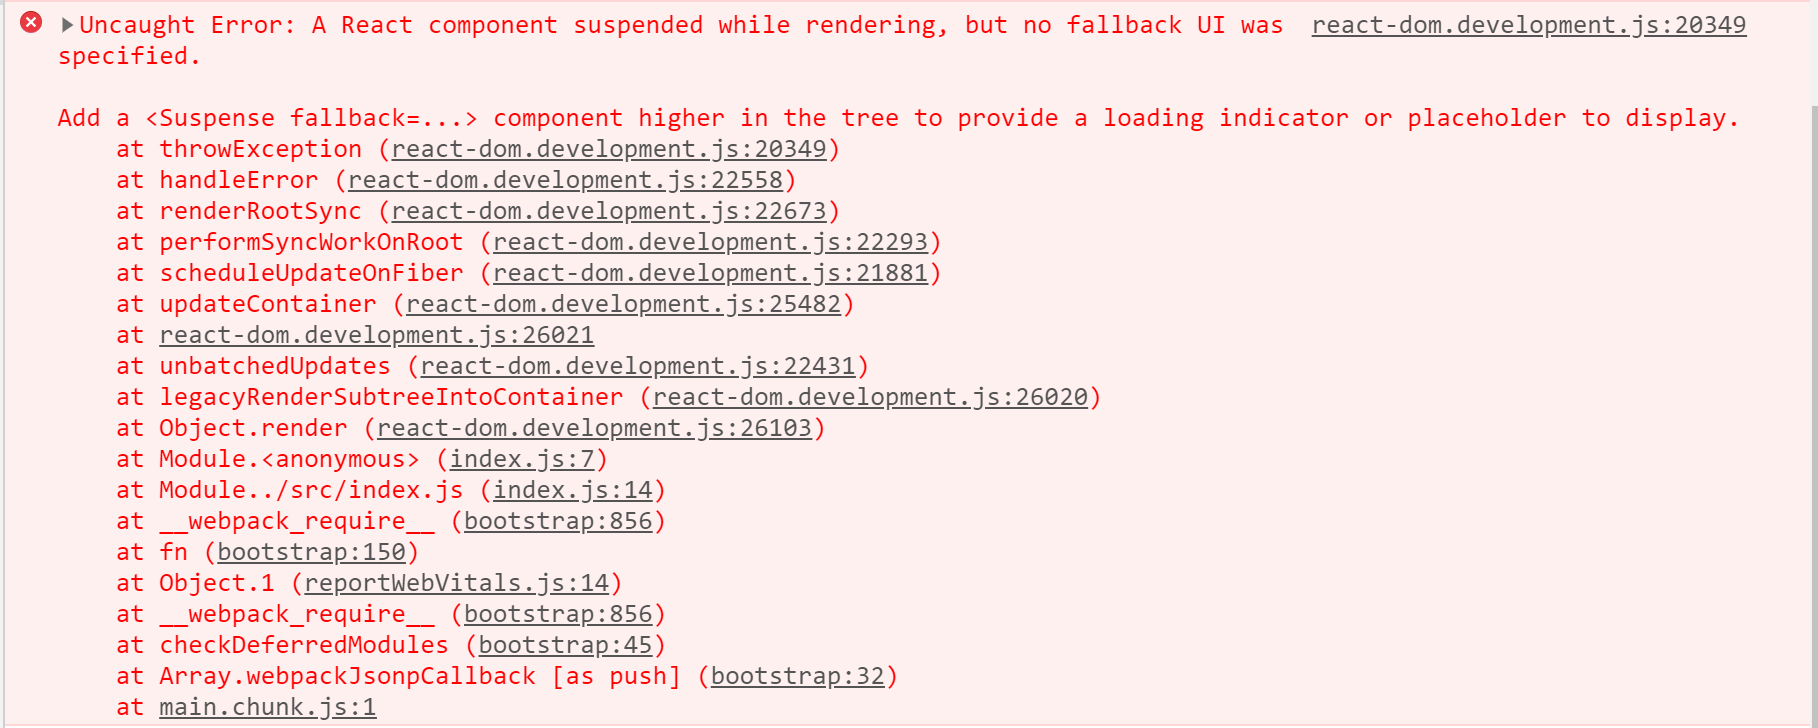 Uncaught Error: A React component suspended while rendering, but no fallback UI was react-dom.development.js:20349
specified.
Add a <Suspense fallback=...> component higher in the tree to provide a loading indicator or placeholder to display.
at throwException (react-dom.development.js:20349)
at handleError (react-dom.development.js:22558)
at renderRootSync (react-dom.development.js:22673)
at performSyncWorkOnRoot (react-dom.development.js:22293)
at scheduleUpdateOnFiber (react-dom.development.js:21881)
at updateContainer (react-dom.development.js:25482)
at react-dom.development.js:26021
at unbatchedUpdates (react-dom.development.js:22431)
at legacyRenderSubtreeIntoContainer (react-dom.development.js:26020)
at Object.render (react-dom.development.js:26103)
at Module.<anonymous> (index.js:7)
at Module../src/index.js (index.js:14)
at __webpack_require__ (bootstrap:856)
at fn (bootstrap:150)
at Object.1 (reportWebVitals.js:14)
at __webpack_require__ (bootstrap:856)
at checkDeferredModules (bootstrap:45)
at Array.webpackJsonpCallback [as push] (bootstrap:32)
at main.chunk.js:1